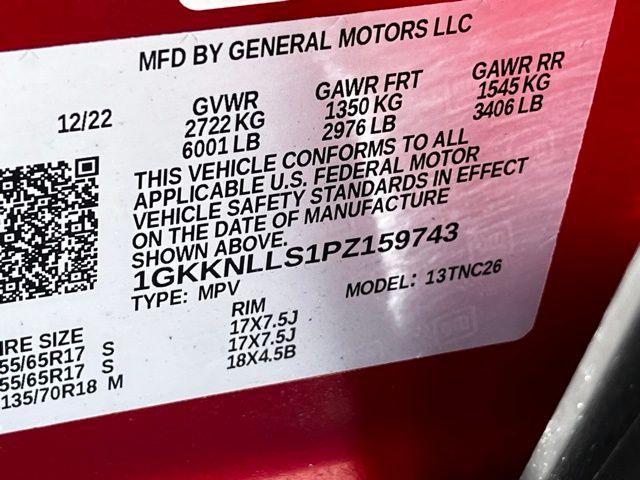 MFD BY GENERAL MOTORS LLC
12/22 GVWR GAWR FRT GAWR RR
2722 KG 1350 KG 1545 KG
6001 LB 2976 LB 3406 LB
THIS VEHICLE CONFORMS TO ALL
APPLICABLE U.S. FEDERAL MOTOR
VEHICLE SAFETY STANDARDS IN EFFECT
ON THE DATE OF MANUFACTURE
SHOWN ABOVE.
1GKKNLLS1PZ159743
TYPE: MPV MODEL: 13TNC26
IRE SIZE RIM
55/65R17 S 17X7.5J
55/65R17 S 17X7.5J
135/70R18 M 18X4.5B